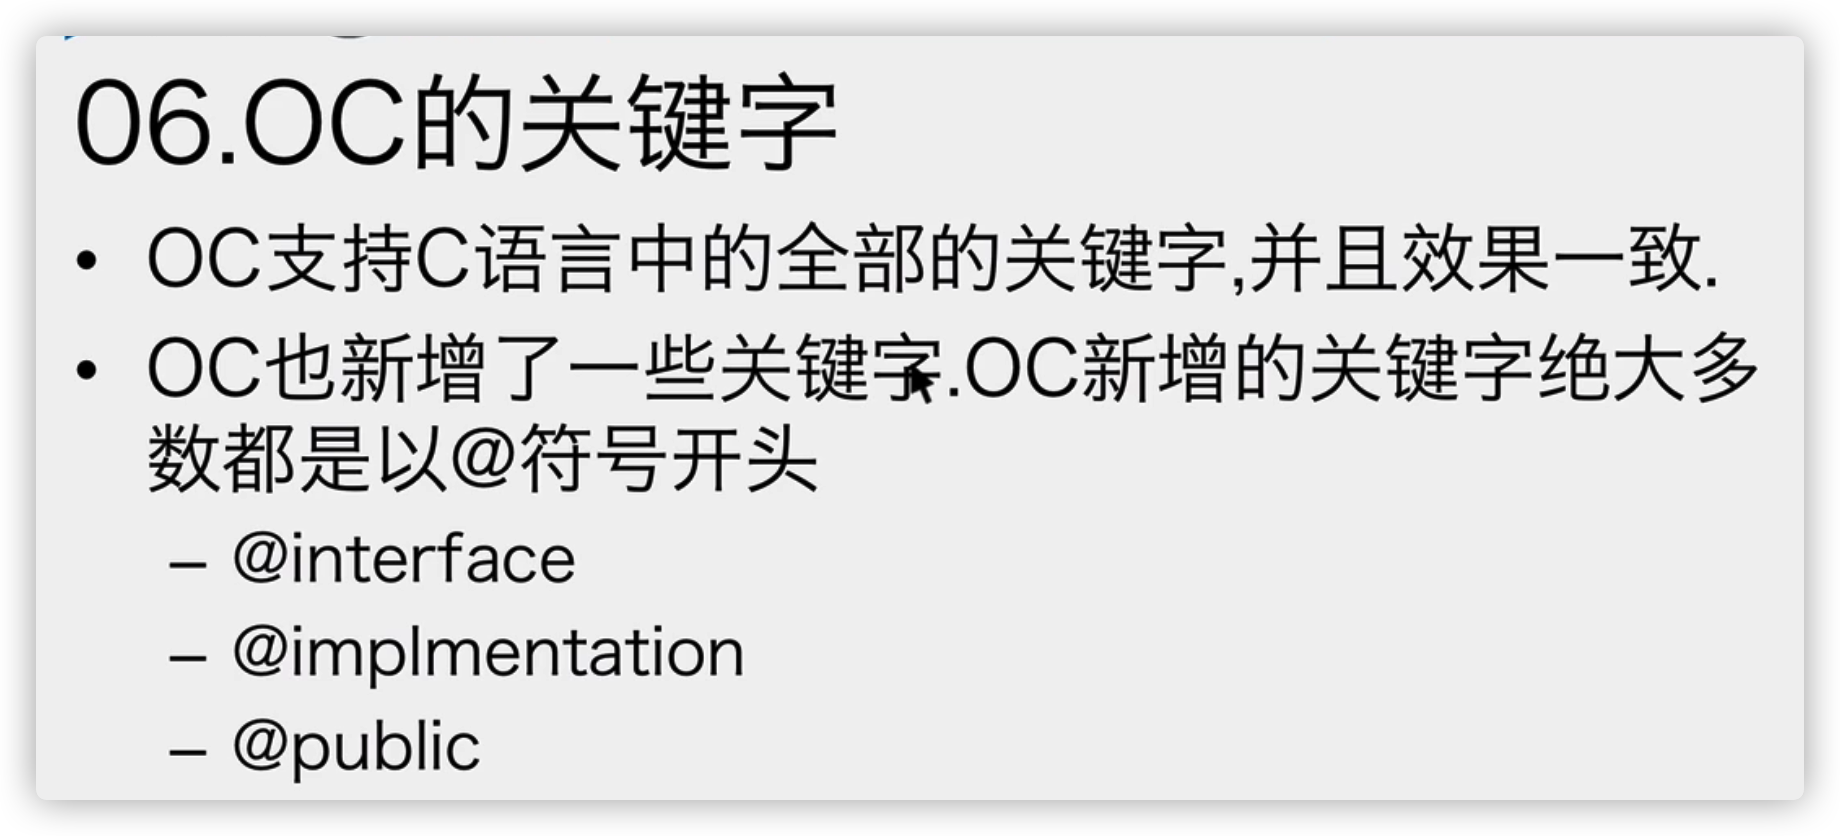 06.OC的关键字
• OC支持C语言中的全部的关键字,并且效果一致.
• OC也新增了一些关键字.OC新增的关键字绝大多
数都是以@符号开头
– @interface
– @implmentation
– @public